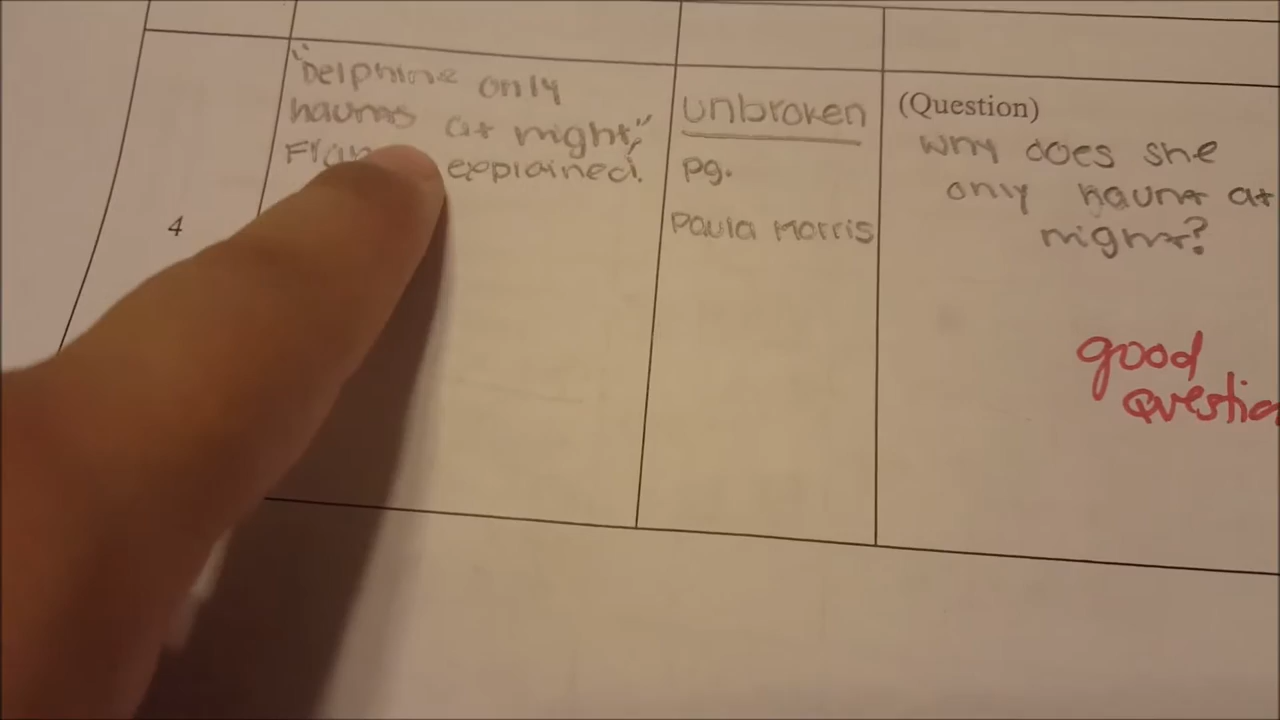 4
"Delphine only
haunts at night,"
explained.
unbroken
pg.
Paula Morris
(Question)
Why does she
only haunt at
night?
good